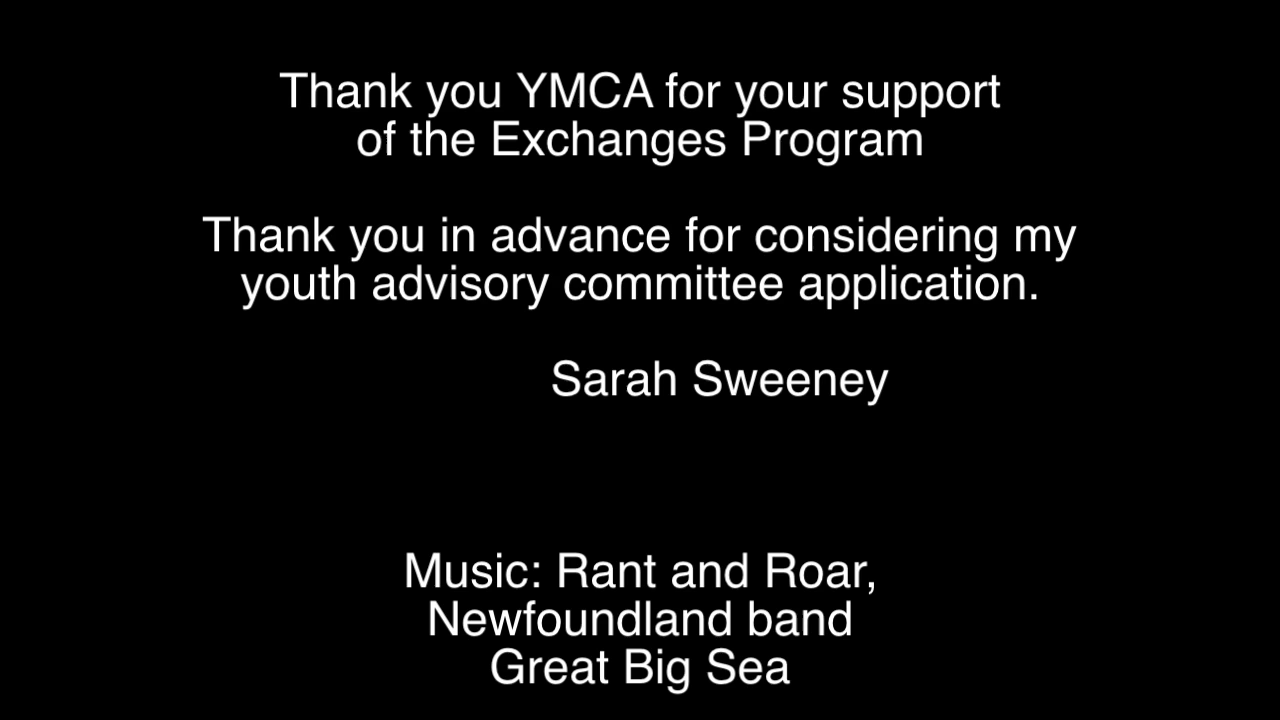 Thank you YMCA for your support
of the Exchanges Program
Thank you in advance for considering my
youth advisory committee application.
Sarah Sweeney
Music: Rant and Roar,
Newfoundland band
Great Big Sea